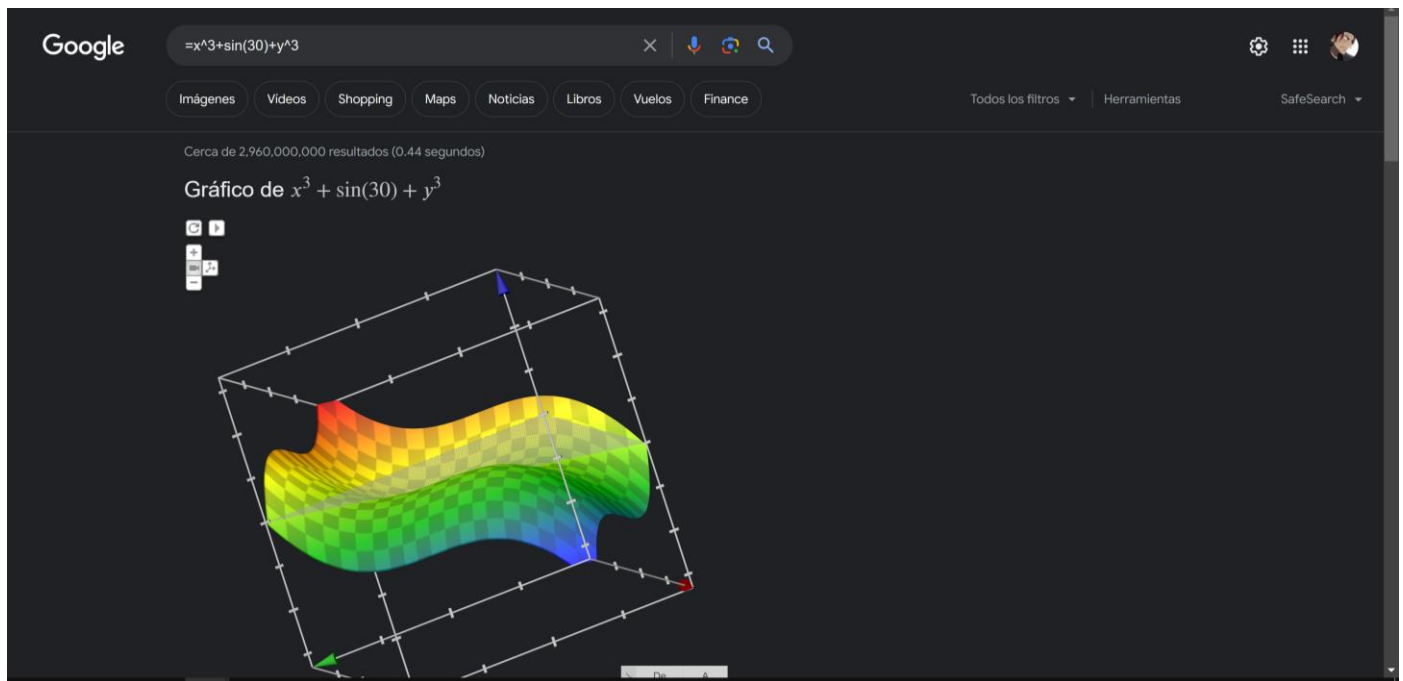 Google
=x^3+sin(30)+y^3
Imágenes Vídeos Shopping Maps Noticias Libros Vuelos Finance Todos los filtros Herramientas SafeSearch
Cerca de 2,960,000,000 resultados (0.44 segundos)
Gráfico de x³ + sin(30) + y³